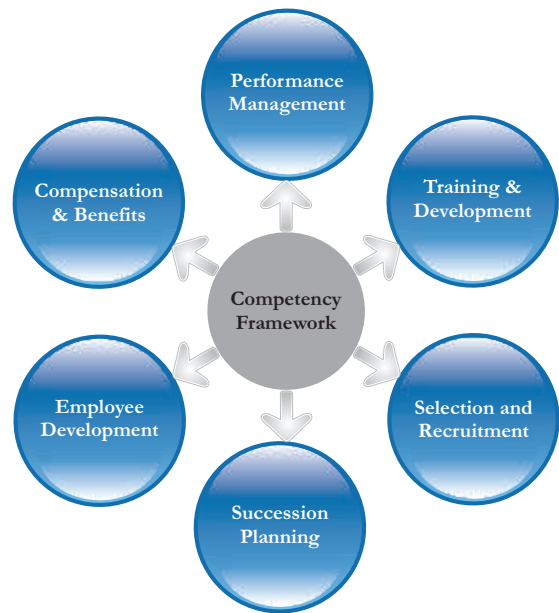 Performance
Management
Compensation
& Benefits
Training &
Development
Competency
Framework
Employee
Development
Selection and
Recruitment
Succession
Planning